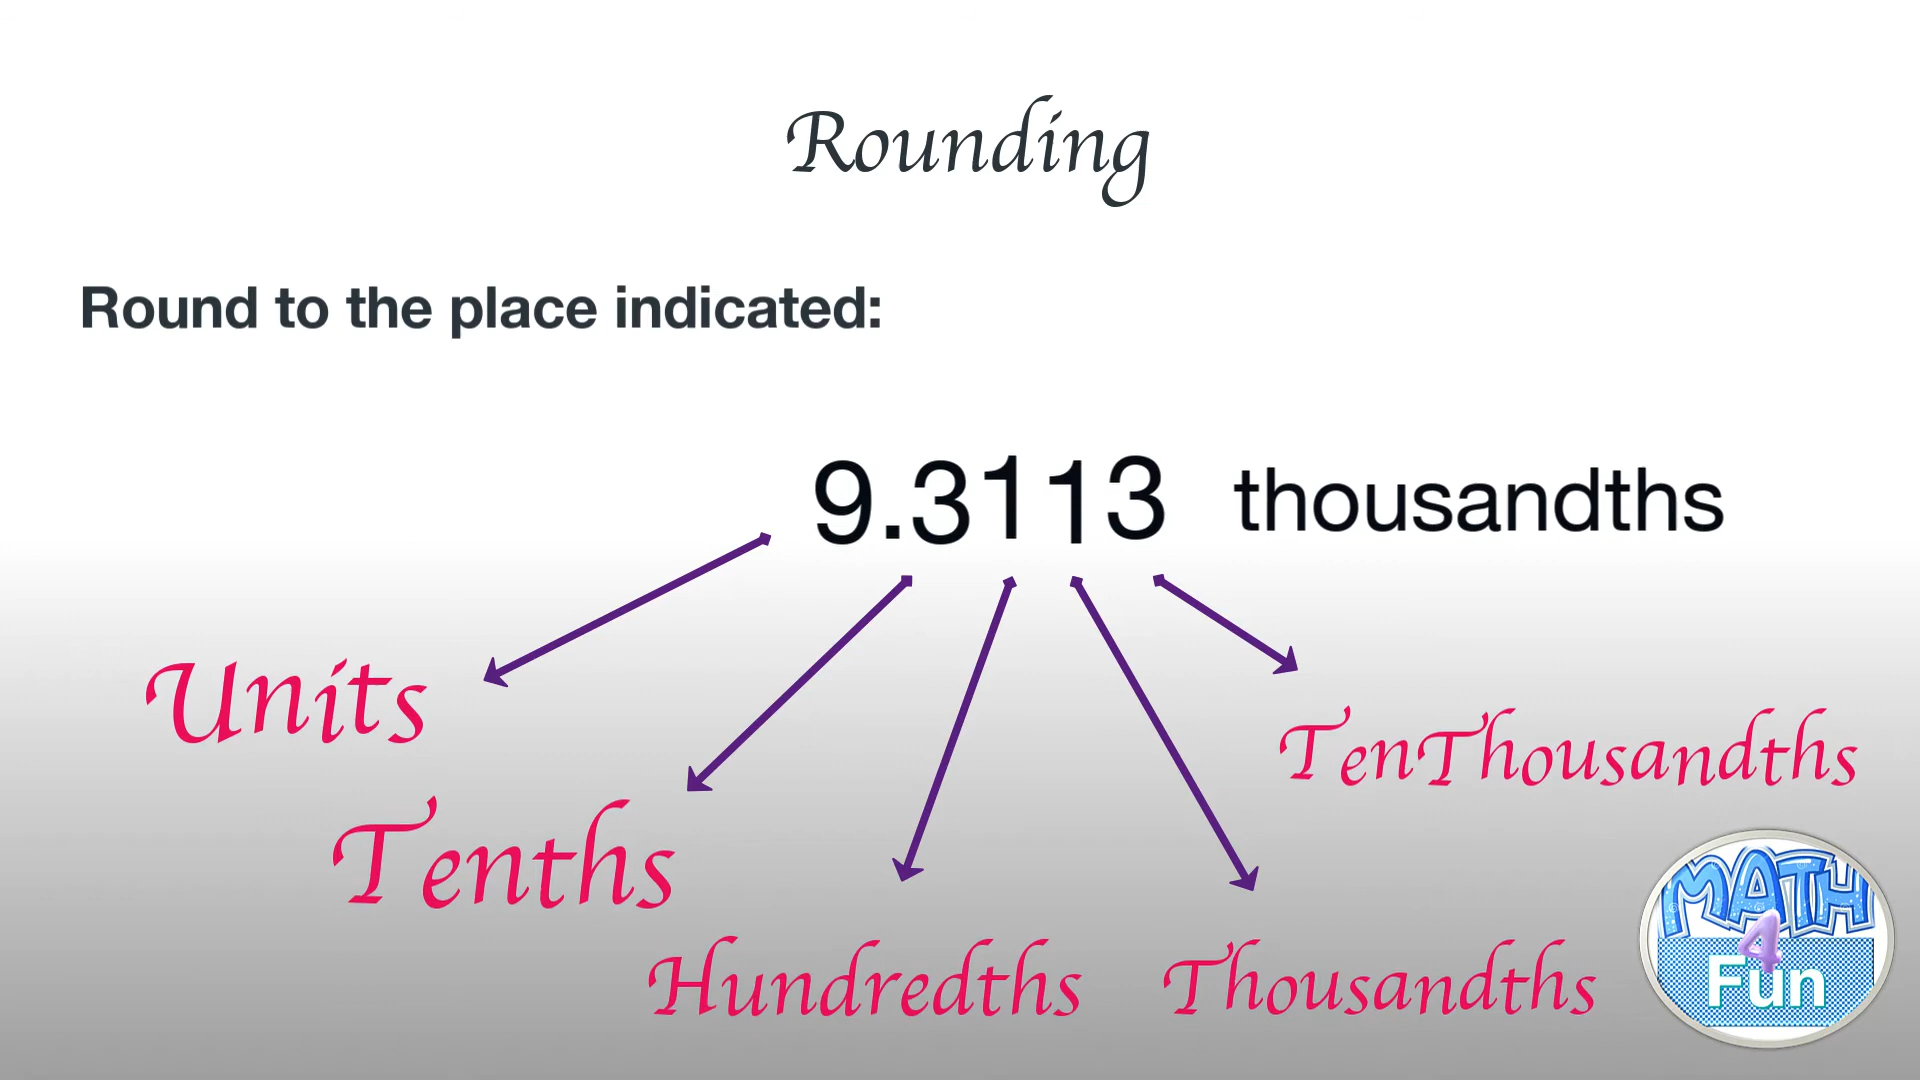 Rounding
Round to the place indicated:
9.3113 thousandths
Units
TenThousandths
Tenths
Hundredths
Thousandths
MATH
4
Fun